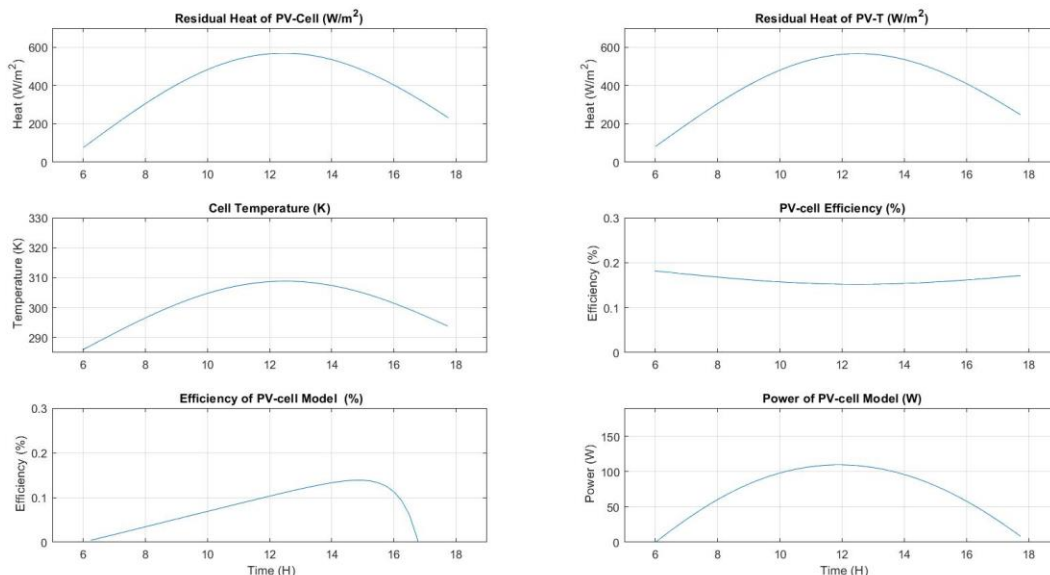 Residual Heat of PV-Cell (W/m²)
Heat (W/m²)
600
400
200
0
6 8 10 12 14 16 18
Residual Heat of PV-T (W/m²)
Heat (W/m²)
600
400
200
0
6 8 10 12 14 16 18
Cell Temperature (K)
Temperature (K)
330
320
310
300
290
6 8 10 12 14 16 18
PV-cell Efficiency (%)
Efficiency (%)
0.3
0.2
0.1
0
6 8 10 12 14 16 18
Efficiency of PV-cell Model (%)
Efficiency (%)
0.3
0.2
0.1
0
6 8 10 12 14 16 18
Time (H)
Power of PV-cell Model (W)
Power (W)
150
100
50
0
6 8 10 12 14 16 18
Time (H)